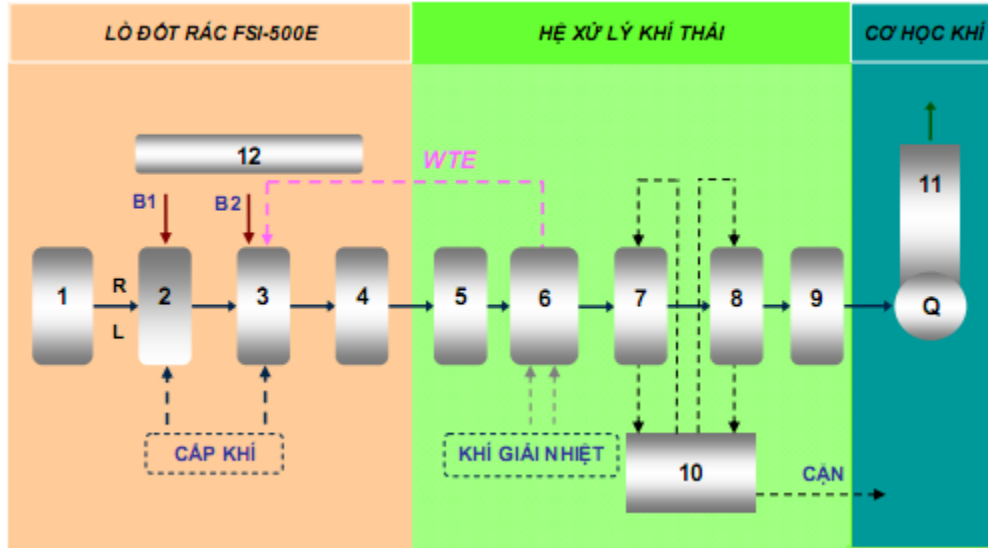 LÒ ĐỐT RÁC FSI-500E
HỆ XỬ LÝ KHÍ THẢI
CƠ HỌC KHÍ
12
WTE
11
B1
B2
1
R
L
2
3
4
5
6
7
8
9
Q
CẤP KHÍ
KHÍ GIẢI NHIỆT
10
CẶN